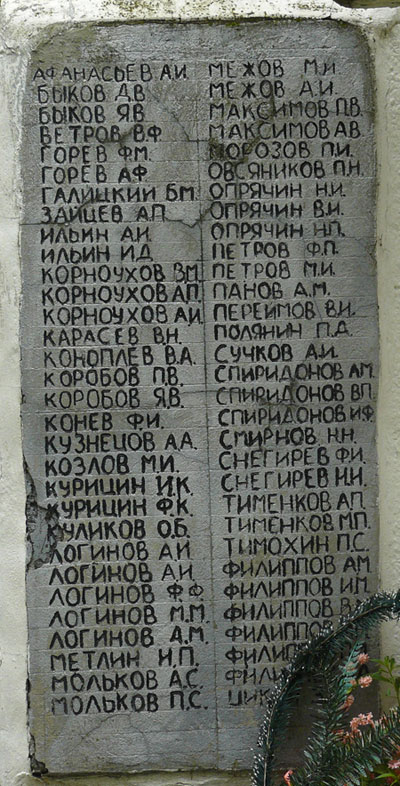 АФАНАСЬЕВ А.И.
БЫКОВ Д.В.
БЫКОВ Я.В.
ВЕТРОВ В.Ф.
ГОРЕВ Ф.М.
ГОРЕВ А.Ф.
ГАЛИЦКИЙ Б.М.
ЗАЙЦЕВ А.П.
ИЛЬИН А.И.
ИЛЬИН И.Д.
КОРНОУХОВ В.М.
КОРНОУХОВ А.П.
КОРНОУХОВ А.И.
КАРАСЕВ В.Н.
КОНОПЛЕВ В.А.
КОРОБОВ П.В.
КОРОБОВ Я.В.
КОНЕВ Ф.И.
КУЗНЕЦОВ А.А.
КОЗЛОВ М.И.
КУРИЦИН И.К.
КУРИЦИН Ф.К.
КУЛИКОВ О.Б.
ЛОГИНОВ А.И.
ЛОГИНОВ А.И.
ЛОГИНОВ Ф.Ф.
ЛОГИНОВ М.М.
ЛОГИНОВ Д.М.
МЕТЛИН И.П.
МОЛЬКОВ А.С.
МОЛЬКОВ П.С.
МЕЖОВ М.И.
МЕЖОВ А.И.
МАКСИМОВ П.В.
МАКСИМОВ А.В.
МОРОЗОВ П.И.
ОВСЯНИКОВ П.Н.
ОПРЯЧИН Н.И.
ОПРЯЧИН В.И.
ОПРЯЧИН Н.П.
ПЕТРОВ Ф.П.
ПЕТРОВ М.И.
ПАНОВ Д.М.
ПЕРЕИМОВ В.И.
ПОЛЯНИН П.Д.
СУЧКОВ А.И.
СПИРИДОНОВ А.М.
СПИРИДОНОВ В.П.
СПИРИДОНОВ И.Ф.
СМИРНОВ Н.Н.
СНЕГИРЕВ Ф.И.
СНЕГИРЕВ Н.И.
ТИМЕНКОВ А.П.
ТИМЕНКОВ М.П.
ТИМОХИН П.С.
ФИЛИППОВ А.М.
ФИЛИППОВ И.М.
ФИЛИППОВ
ФИЛИППОВ